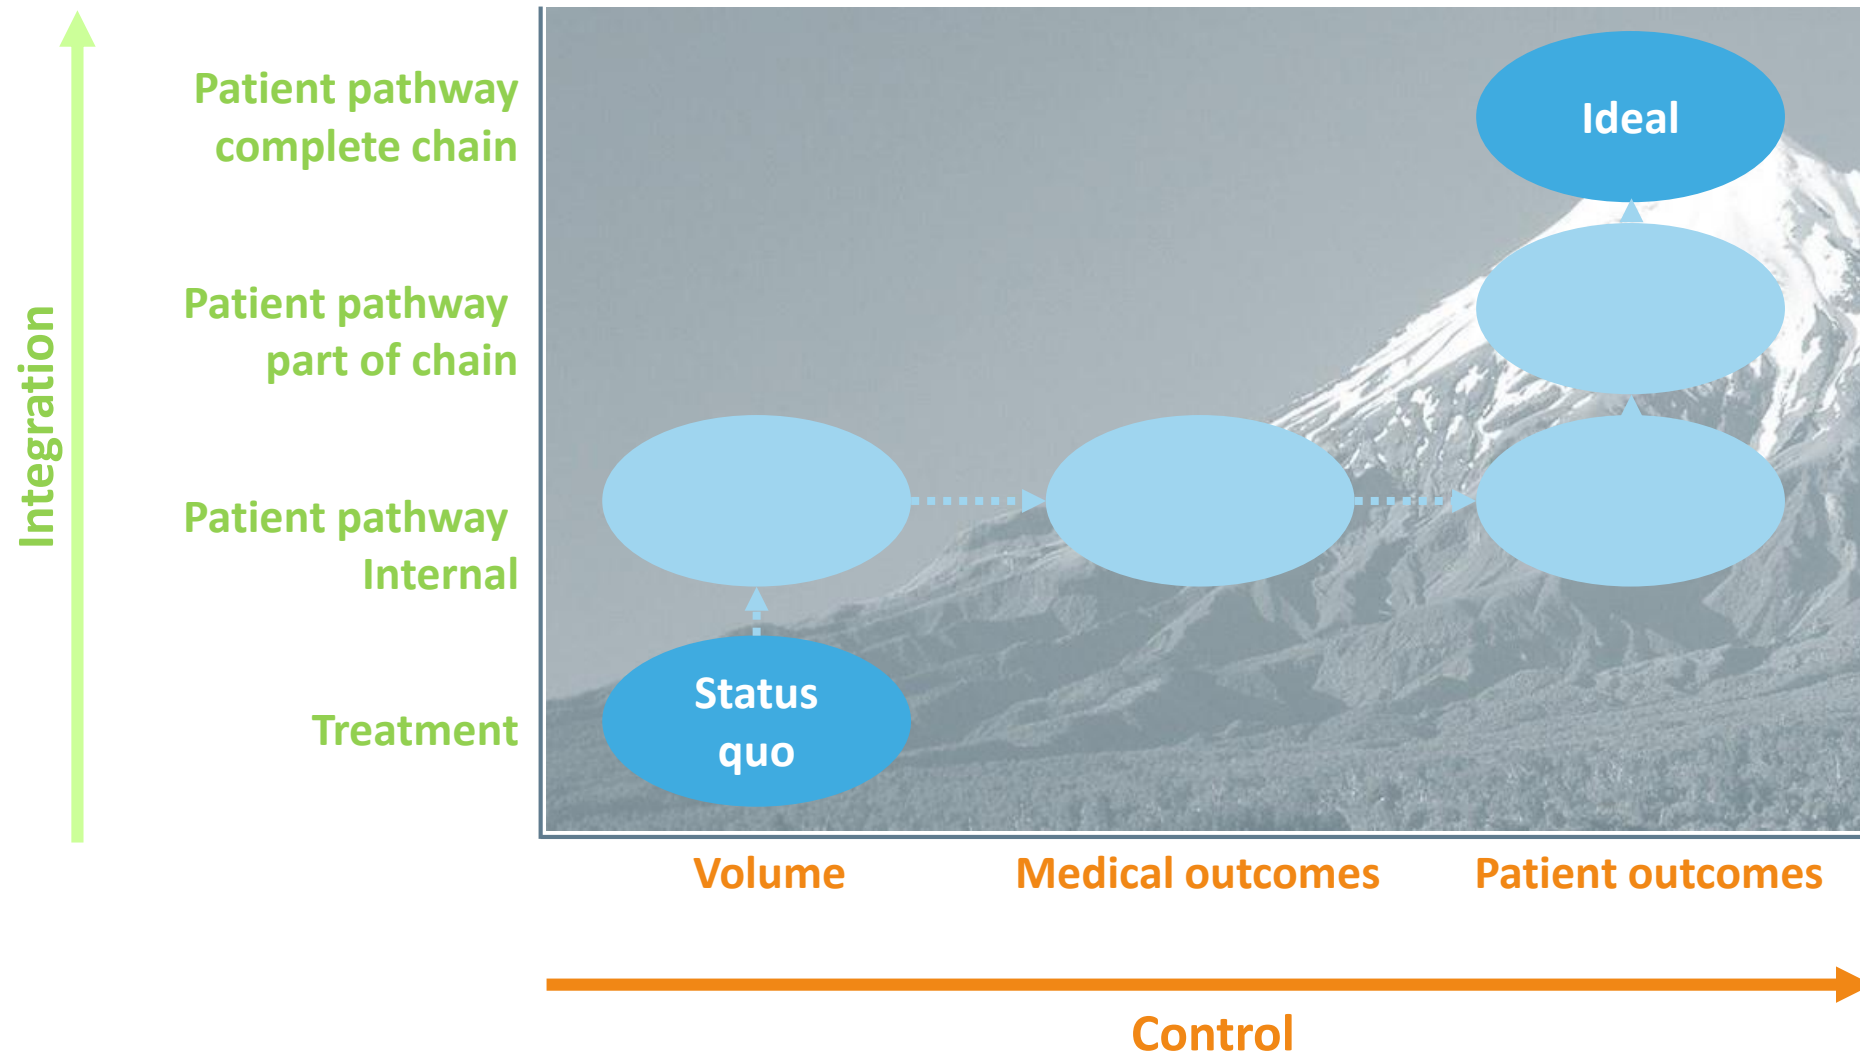 Integration
Patient pathway
complete chain
Patient pathway
part of chain
Patient pathway
Internal
Treatment
Ideal
Status
quo
Volume
Medical outcomes
Patient outcomes
Control